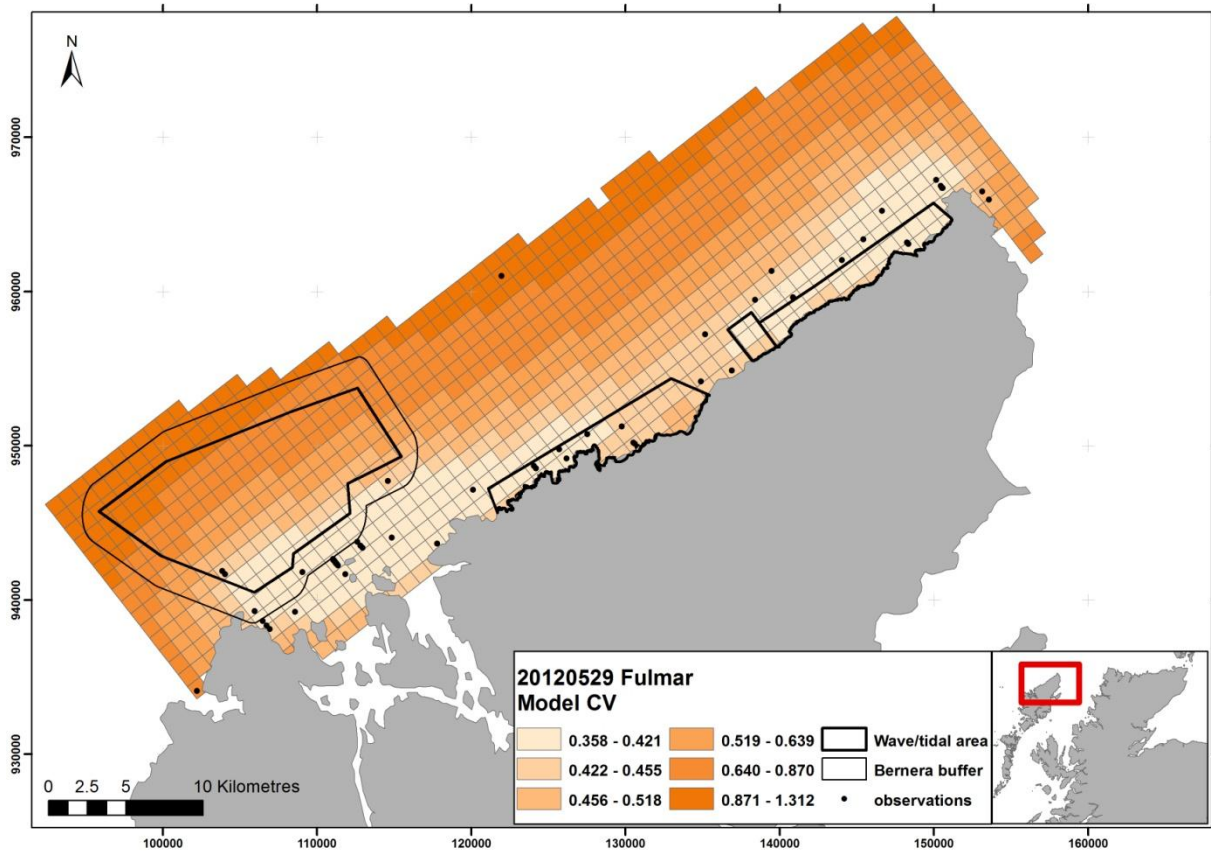 N
970000
960000
950000
940000
930000
20120529 Fulmar
Model CV
0.358 - 0.421
0.519 - 0.639
Wave/tidal area
0.422 - 0.455
0.640 - 0.870
Bernera buffer
0.456 - 0.518
0.871 - 1.312
observations
0 2.5 5 10 Kilometres
100000 110000 120000 130000 140000 150000 160000